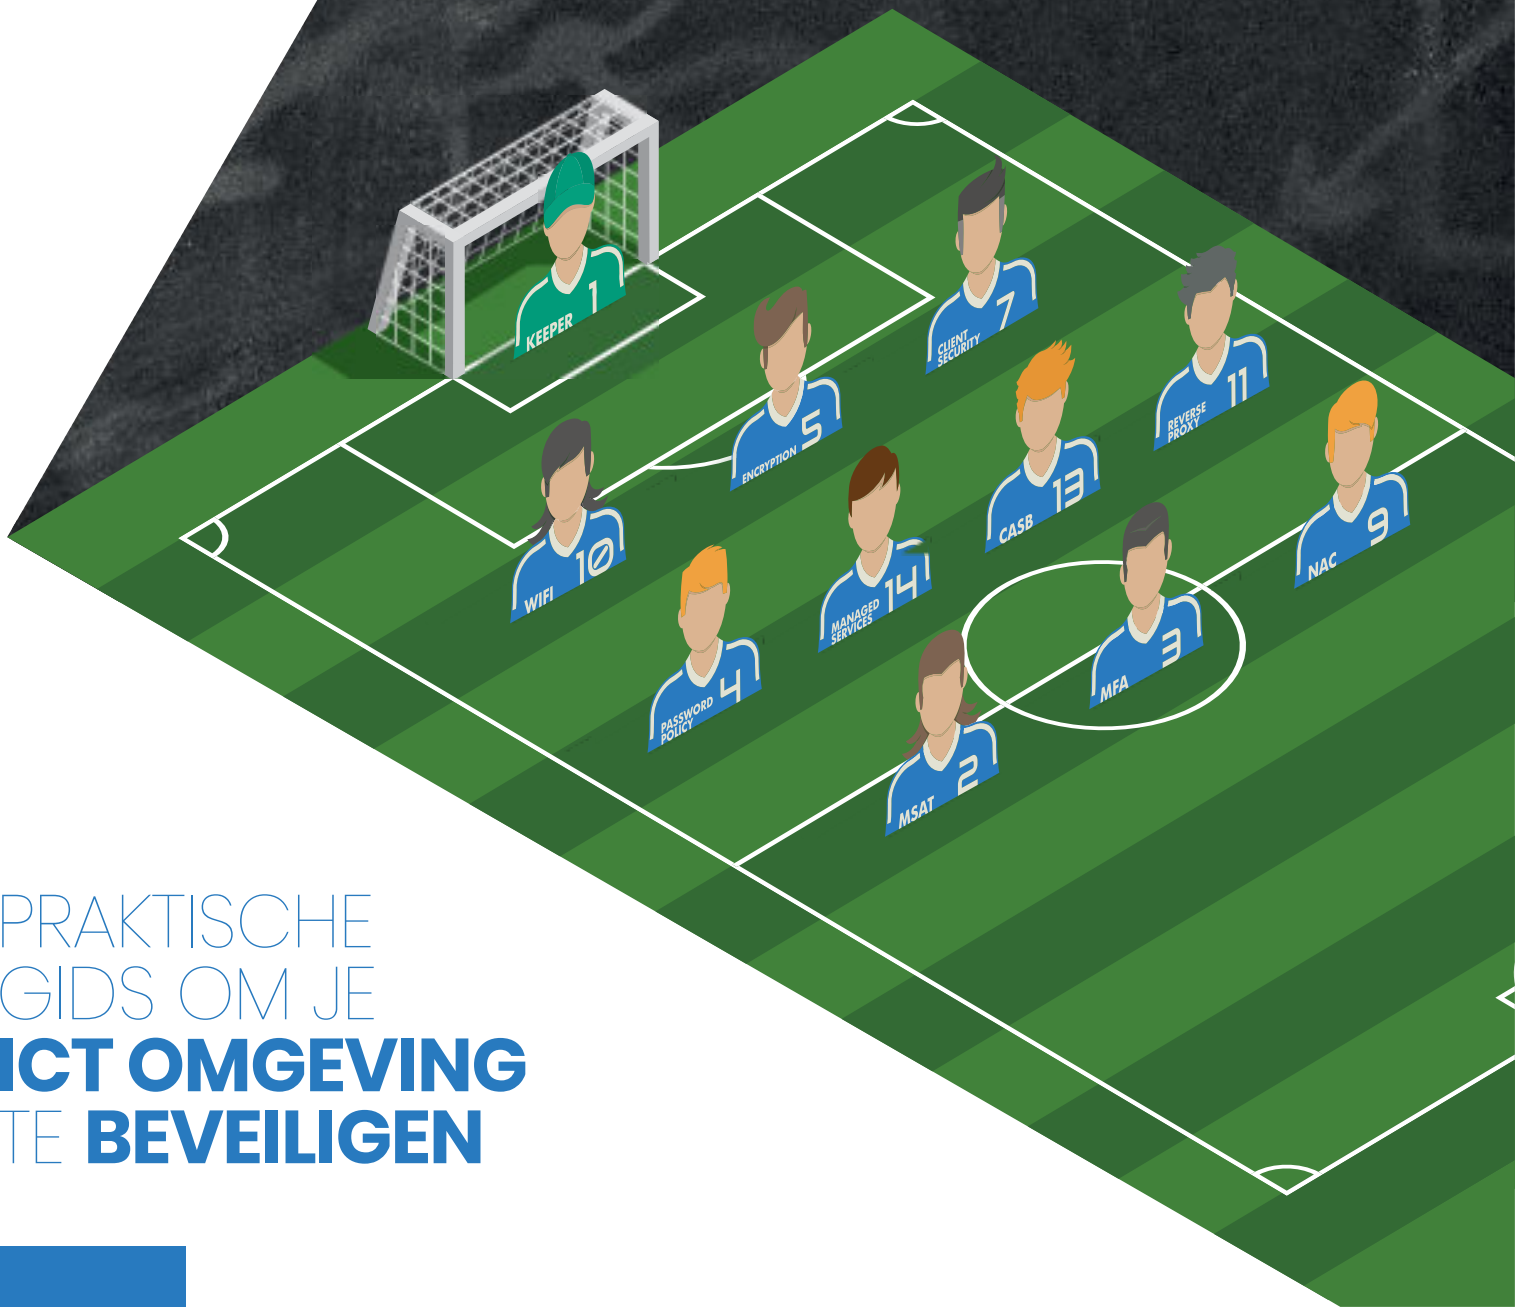 KEEPER 1
CLIENT
SECURITY 7
ENCRYPTION 5
REVERSE
PROXY 11
CASB 13
NAC 9
WIFI 10
MANAGED
SERVICES 14
PASSWORD
POLICY 4
MFA 3
MSAT 2
PRAKTISCHE
GIDS OM JE
ICT OMGEVING
TE BEVEILIGEN